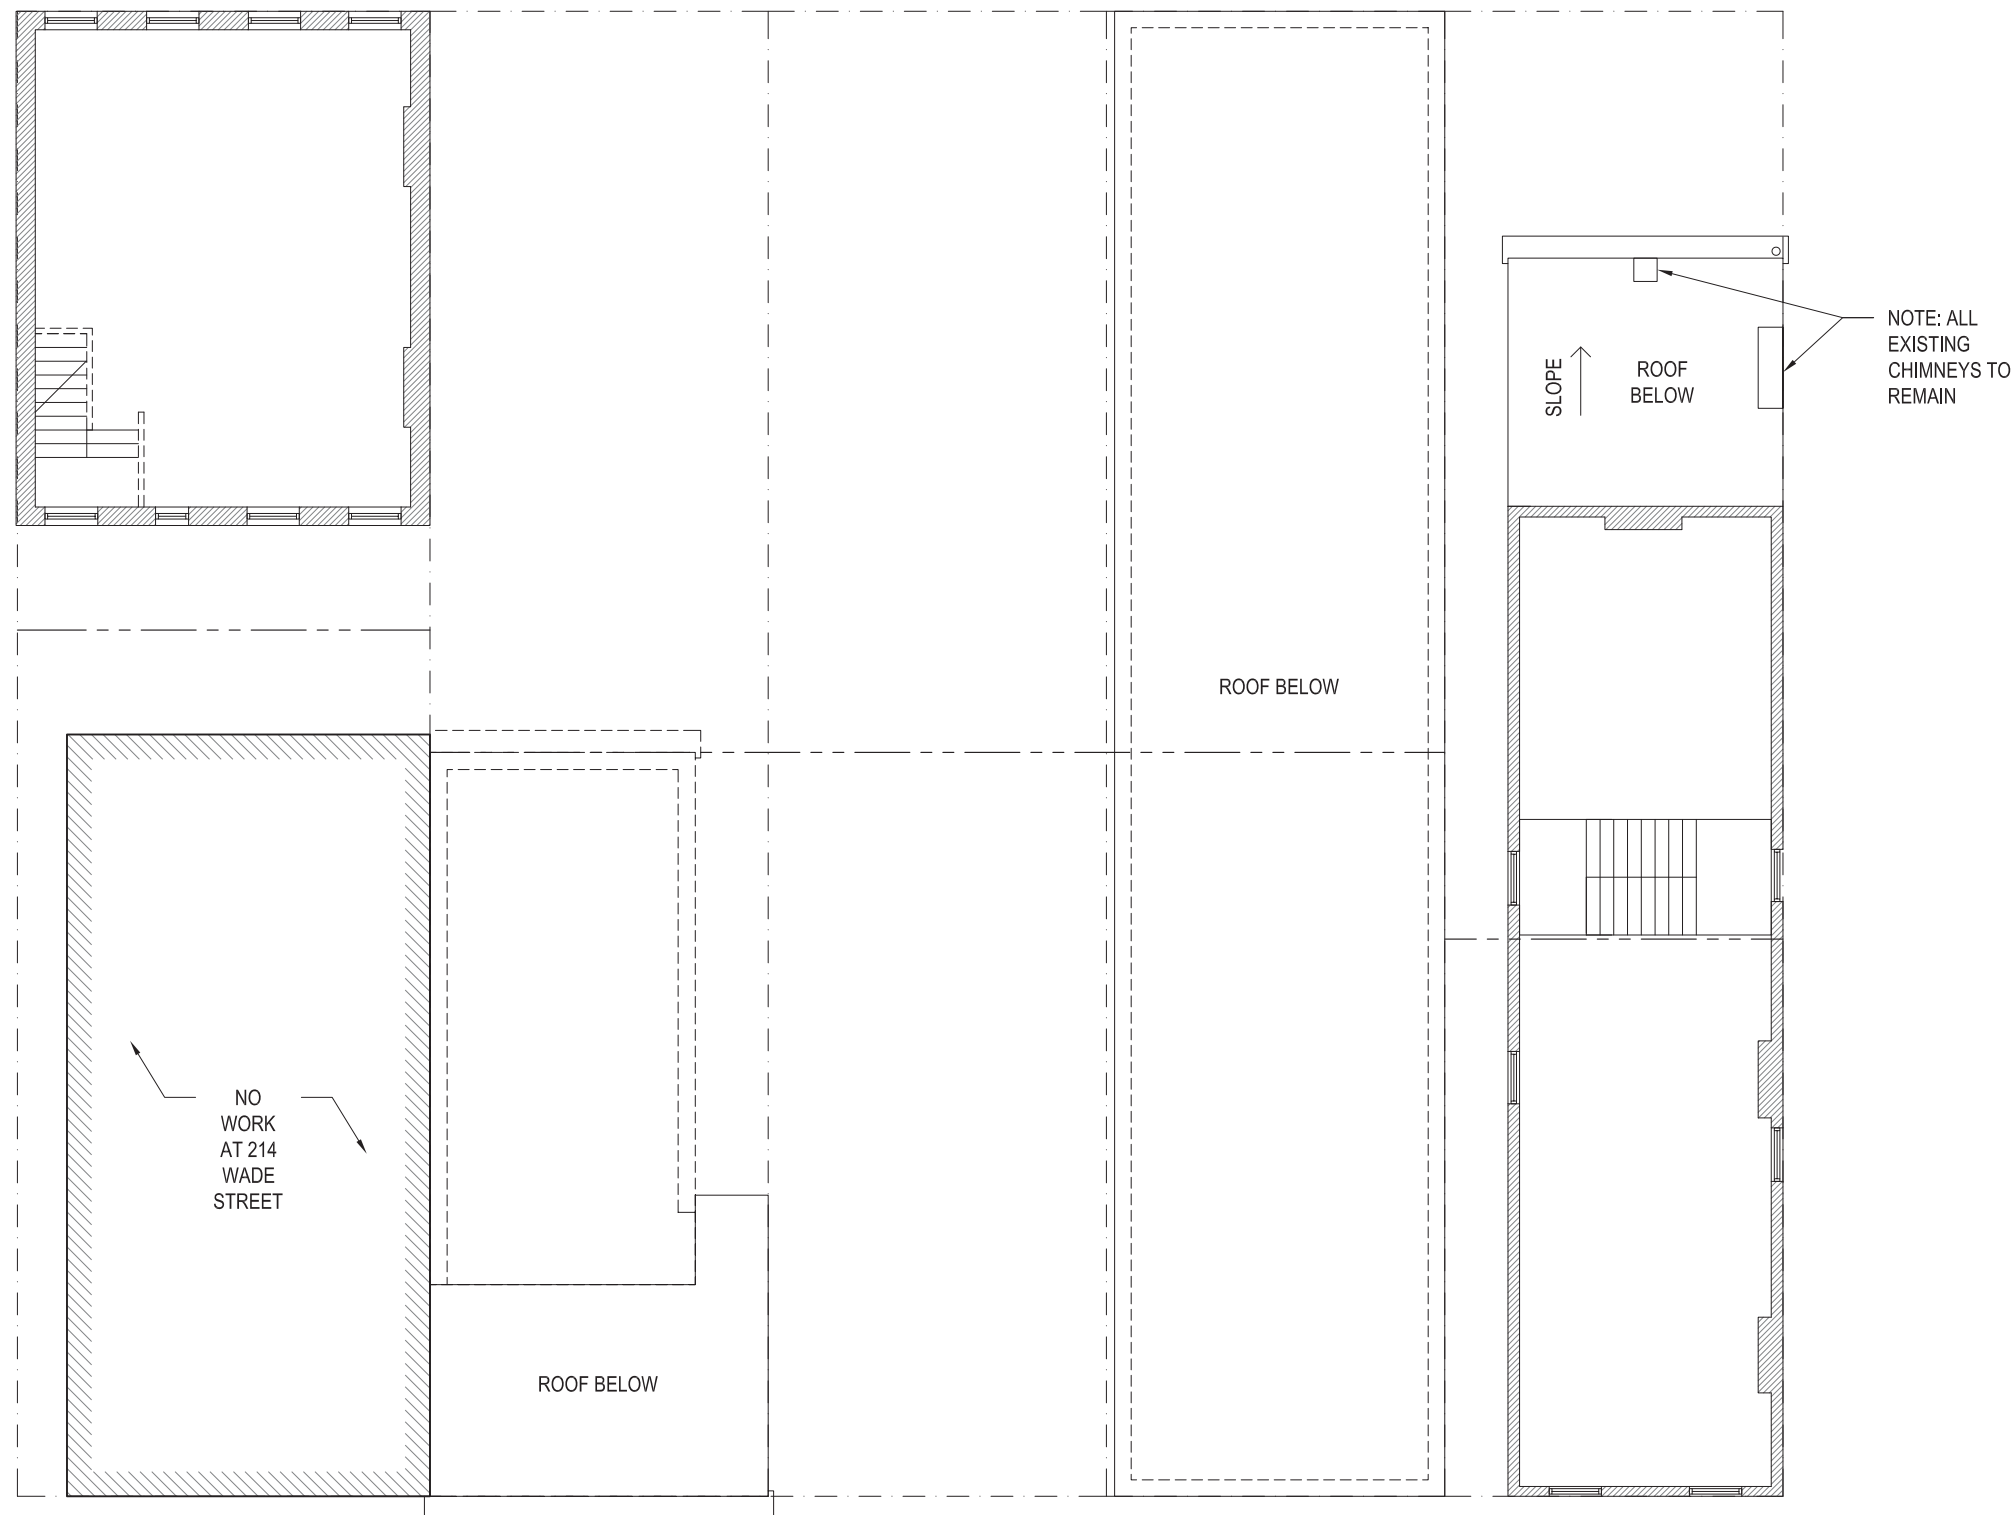 NOTE: ALL
EXISTING
CHIMNEYS TO
REMAIN
SLOPE
ROOF
BELOW
ROOF BELOW
NO
WORK
AT 214
WADE
STREET
ROOF BELOW